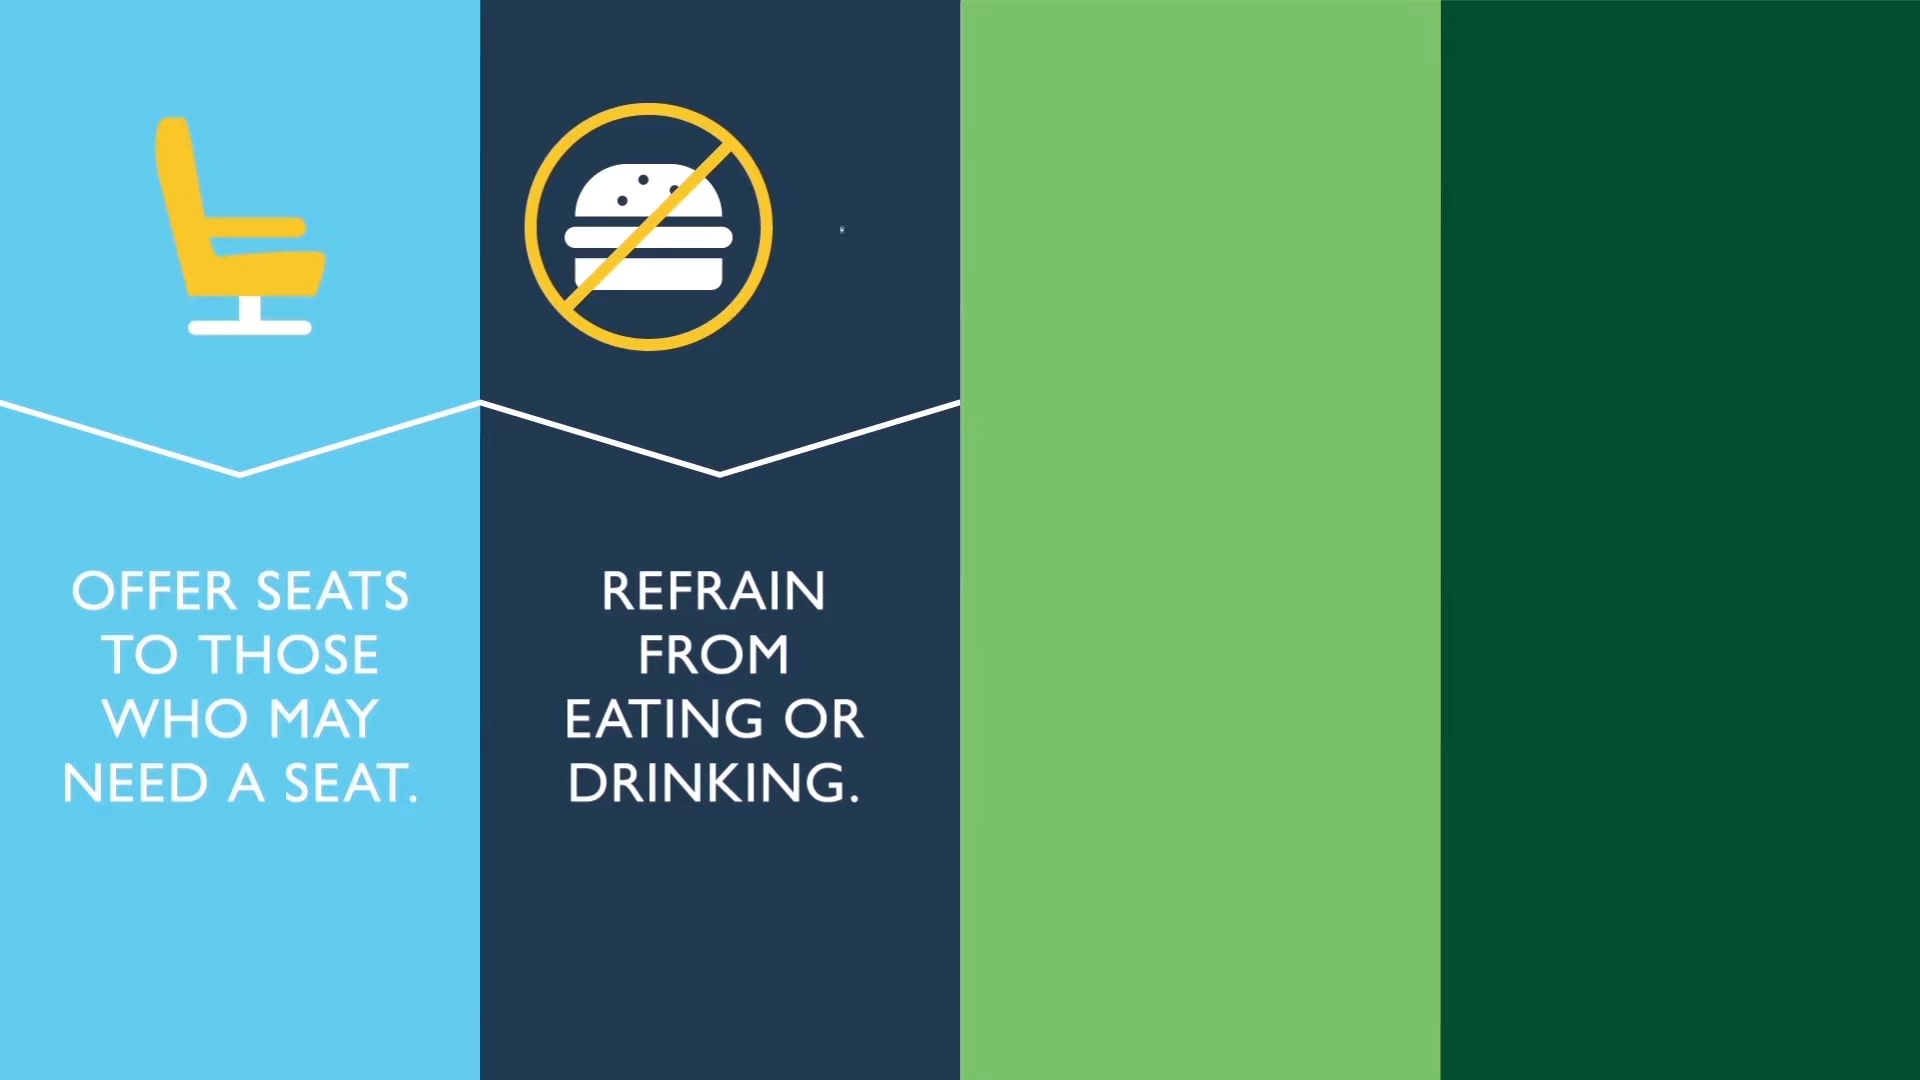 OFFER SEATS
TO THOSE
WHO MAY
NEED A SEAT.
REFRAIN
FROM
EATING OR
DRINKING.